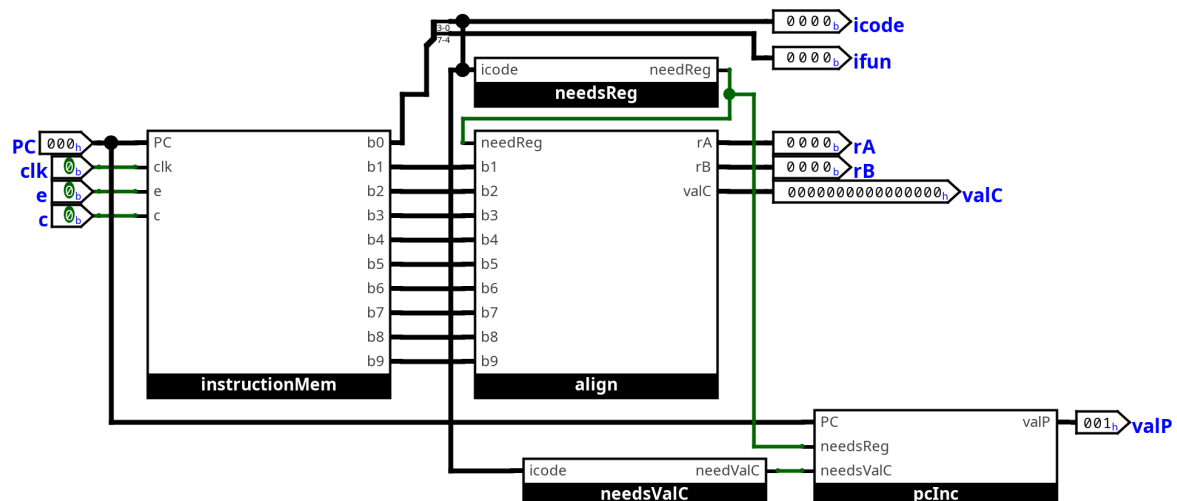 3-0
7-4
0000b icode
0000b ifun
icode needReg
needsReg
PC 000h
clk 0b
e 0b
c 0b
PC b0
clk b1
e b2
c b3
b4
b5
b6
b7
b8
b9
instructionMem
needReg rA
b1 rB
b2 valC
b3
b4
b5
b6
b7
b8
b9
align
0000b rA
0000b rB
0000000000000000h valC
icode needValC
needsValC
PC valP
needsReg
needsValC
pcInc
001h valP